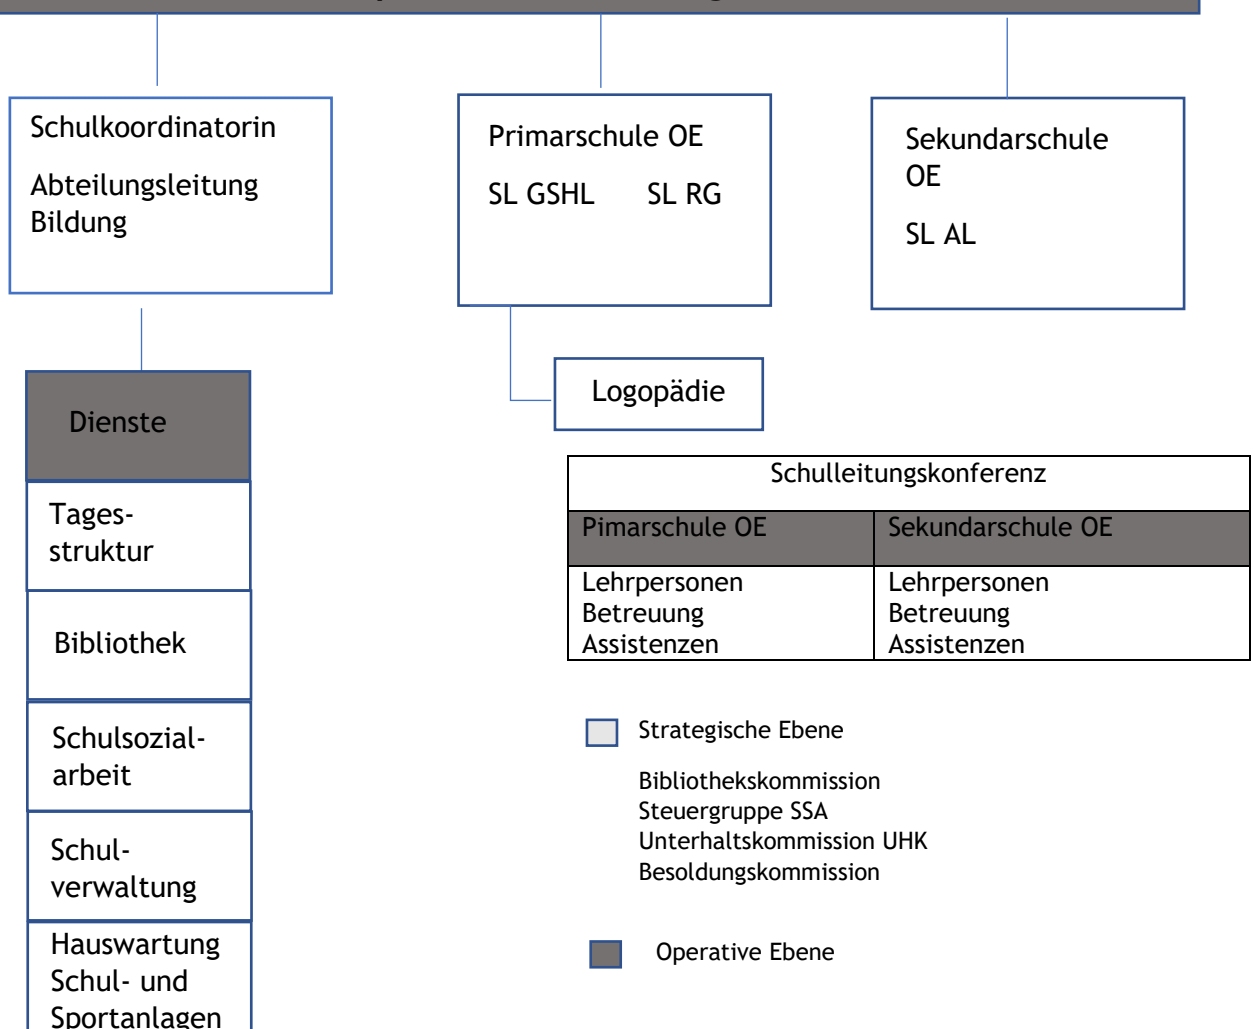 Schulkoordinatorin
Abteilungsleitung
Bildung
Primarschule OE
SL GSHL SL RG
Sekundarschule
OE
SL AL
Logopädie
Dienste
Tages-
struktur
Bibliothek
Schulsozial-
arbeit
Schul-
verwaltung
Hauswartung
Schul- und
Sportanlagen
Schulleitungskonferenz
Pimarschule OE Sekundarschule OE
Lehrpersonen Lehrpersonen
Betreuung Betreuung
Assistenzen Assistenzen
Strategische Ebene
Bibliothekskommission
Steuergruppe SSA
Unterhaltskommission UHK
Besoldungskommission
Operative Ebene